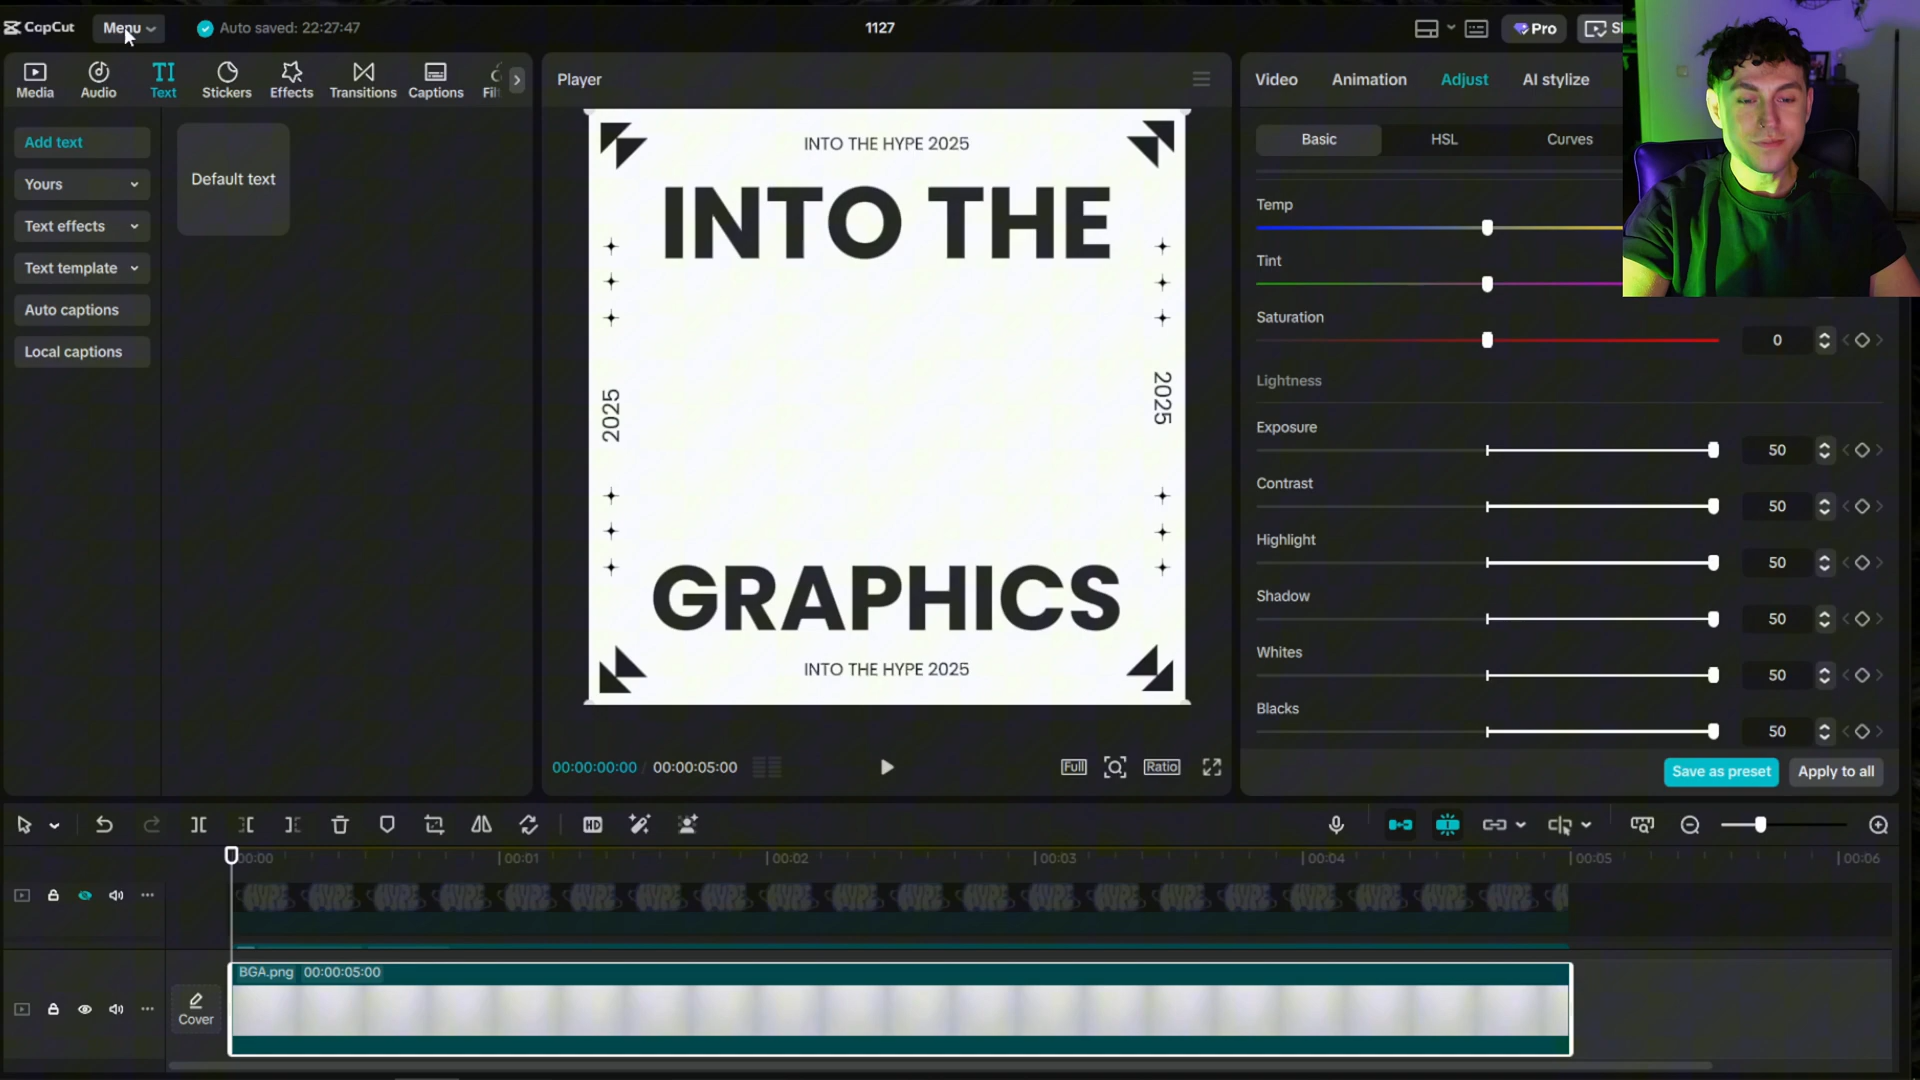 CapCut
Menu
Auto saved: 22:27:47
1127
Pro
Media
Audio
TI
Text
Stickers
Effects
Transitions
Captions
Add text
Yours
Text effects
Text template
Auto captions
Local captions
Default text
Player
INTO THE HYPE 2025
INTO THE
2025
2025
GRAPHICS
INTO THE HYPE 2025
00:00:00:00 / 00:00:05:00
Full
Ratio
Video
Animation
Adjust
AI stylize
Basic
HSL
Curves
Temp
Tint
Saturation
0
Lightness
Exposure
50
Contrast
50
Highlight
50
Shadow
50
Whites
50
Blacks
50
Save as preset
Apply to all
HD
00:00
00:01
00:02
00:03
00:04
00:05
00:06
BGA.png 00:00:05:00
Cover